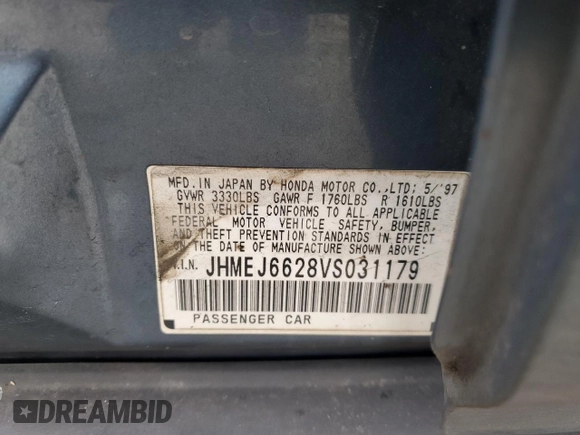 MFD.IN JAPAN BY HONDA MOTOR CO.,LTD; 5/'97
GVWR 3330LBS GAWR F 1760LBS R 1610LBS
THIS VEHICLE CONFORMS TO ALL APPLICABLE
FEDERAL MOTOR VEHICLE SAFETY, BUMPER,
AND THEFT PREVENTION STANDARDS IN EFFECT
ON THE DATE OF MANUFACTURE SHOWN ABOVE:
V.I.N. JHMEJ6628VS031179
PASSENGER CAR
DREAMBID